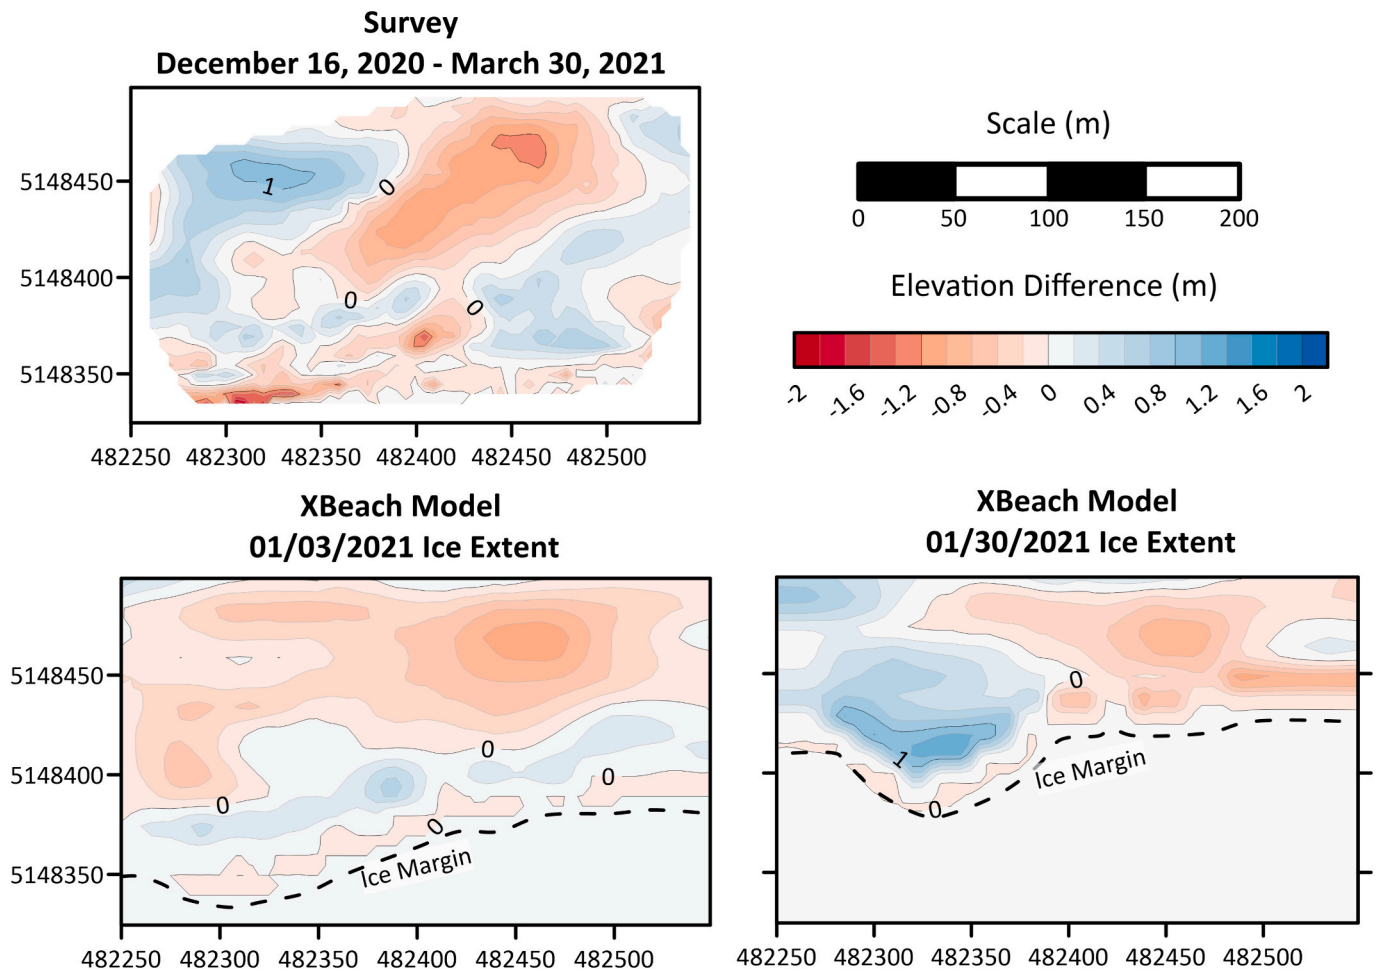 Survey
December 16, 2020 - March 30, 2021
5148450
5148400
5148350
1
0
0
0
482250 482300 482350 482400 482450 482500
Scale (m)
0 50 100 150 200
Elevation Difference (m)
-2 -1.6 -1.2 -0.8 -0.4 0 0.4 0.8 1.2 1.6 2
XBeach Model
01/03/2021 Ice Extent
5148450
5148400
5148350
0
0
0
0
Ice Margin
482250 482300 482350 482400 482450 482500
XBeach Model
01/30/2021 Ice Extent
0
1
0
Ice Margin
482250 482300 482350 482400 482450 482500